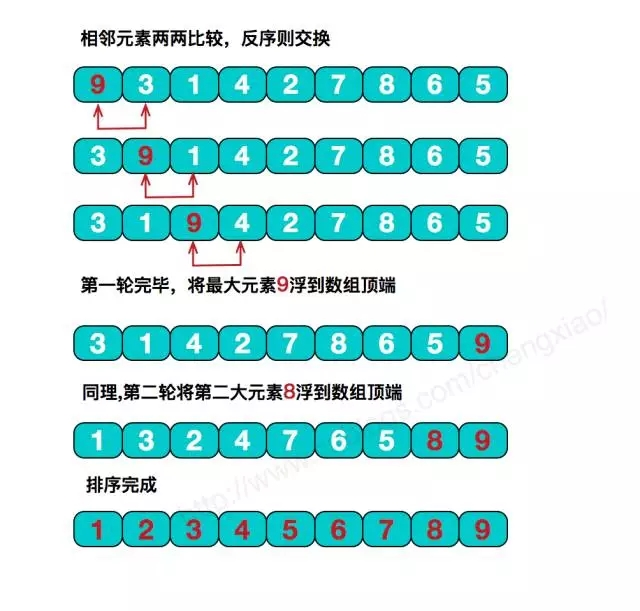 相邻元素两两比较，反序则交换
9 3 1 4 2 7 8 6 5
3 9 1 4 2 7 8 6 5
3 1 9 4 2 7 8 6 5
第一轮完毕，将最大元素9浮到数组顶端
3 1 4 2 7 8 6 5 9
同理,第二轮将第二大元素8浮到数组顶端
1 3 2 4 7 6 5 8 9
排序完成
1 2 3 4 5 6 7 8 9